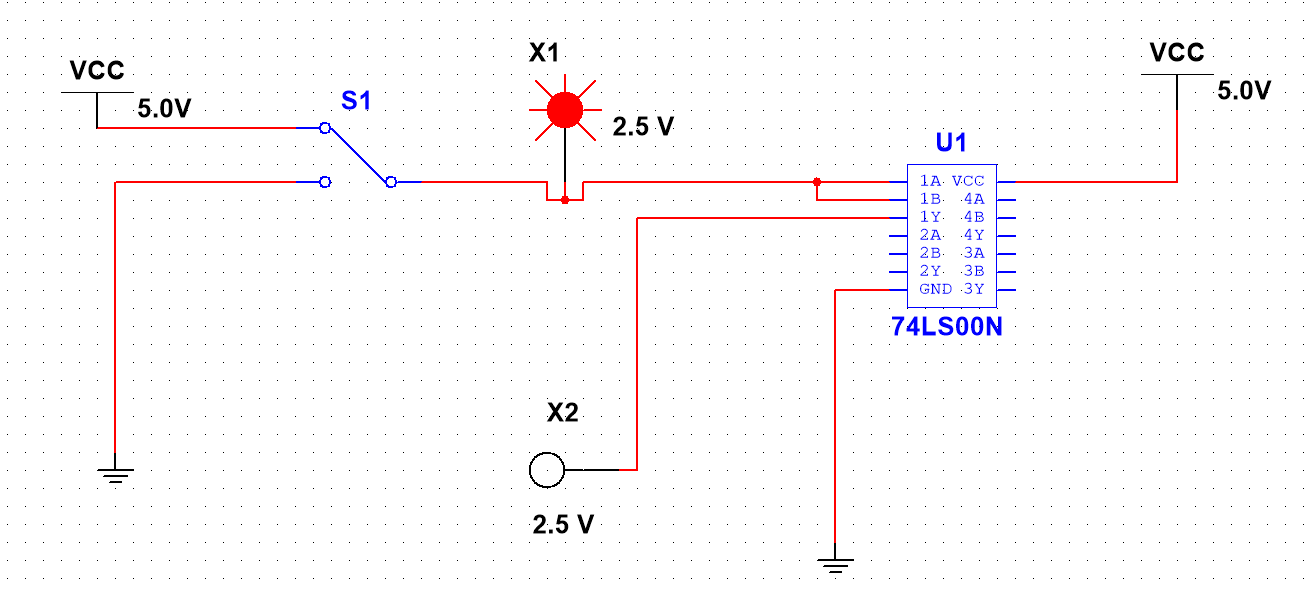 VCC
5.0V
S1
X1
2.5 V
VCC
5.0V
U1
1A VCC
1B 4A
1Y 4B
2A 4Y
2B 3A
2Y 3B
GND 3Y
74LS00N
X2
2.5 V